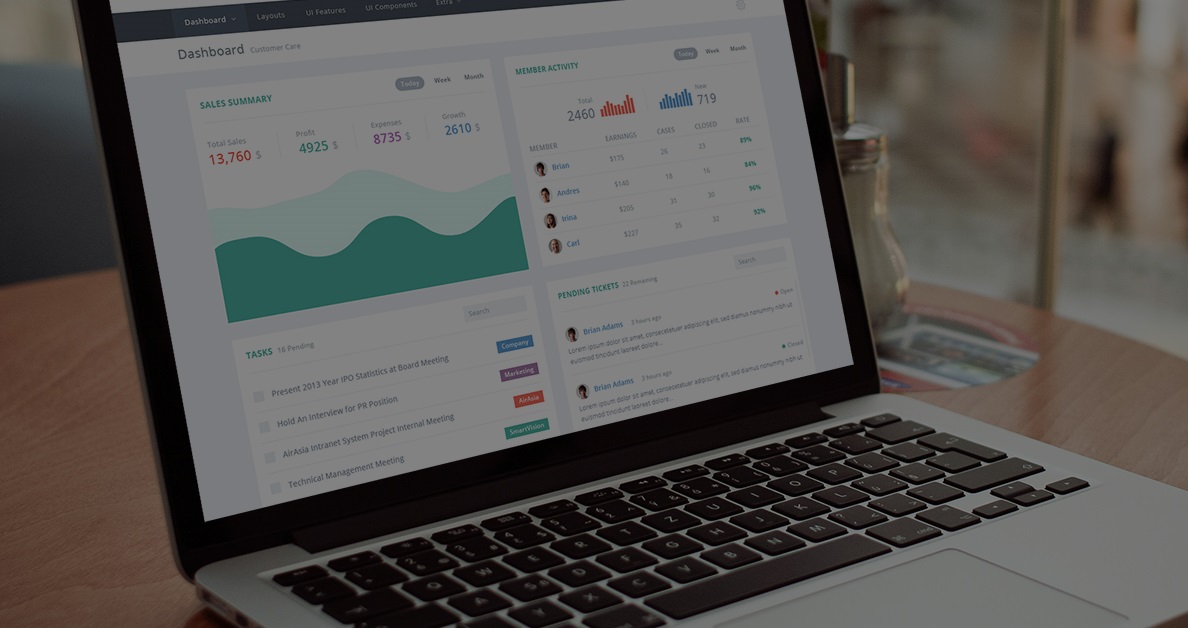 Dashboard Layouts UI Features UI Components Extra
Dashboard Customer Care
SALES SUMMARY
Today Week Month
Total Sales Profit Expenses Growth
13,760 $ 4925 $ 8735 $ 2610 $
MEMBER ACTIVITY
Today Week Month
Total New
2460 719
MEMBER EARNINGS CASES CLOSED RATE
Brian $175 26 23
Andres $140 18 16 84%
Irina $205 31 30 96%
Carl $227 35 32 92%
TASKS 16 Pending
Search
Present 2013 Year IPO Statistics at Board Meeting Company
Hold An Interview for PR Position Marketing
AirAsia Intranet System Project Internal Meeting AirAsia
Technical Management Meeting SmartVision
PENDING TICKETS 22 Remaining
Search
Brian Adams 3 hours ago Open
Lorem ipsum dolor sit amet, consecetatuer adipiscing elit, sed diamus nonummy nibh ut
euismod tincidunt laoreet dolore...
Brian Adams 3 hours ago Closed
Lorem ipsum dolor sit amet, consecetatuer adipiscing elit, sed diamus nonummy nibh ut
euismod tincidunt laoreet dolore...
Q W E R T Z U I O P
A S D F G H J K L
Y X C V B N M